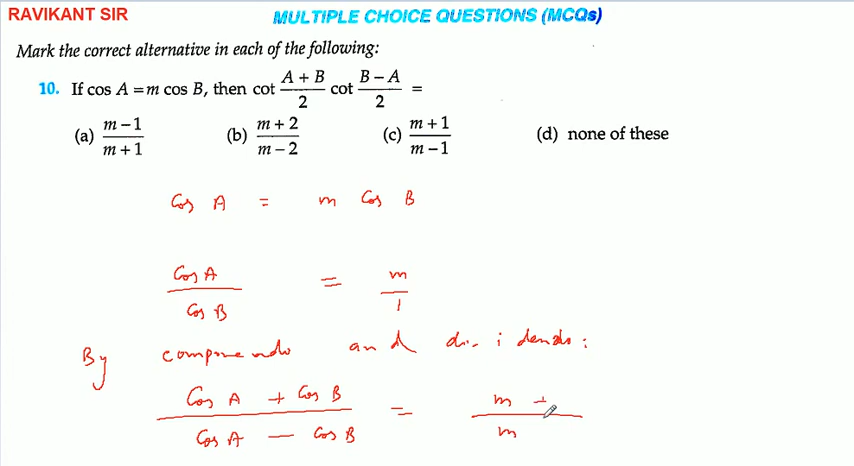 RAVIKANT SIR
MULTIPLE CHOICE QUESTIONS (MCQs)
Mark the correct alternative in each of the following:
10. If cos A = m cos B, then cot (A + B)/2 cot (B − A)/2 =
(a) (m − 1)/(m + 1) (b) (m + 2)/(m − 2) (c) (m + 1)/(m − 1) (d) none of these
Cos A = m Cos B
Cos A / Cos B = m / 1
By componendo and dividendo :
(Cos A + Cos B) / (Cos A − Cos B) = (m +) / (m)